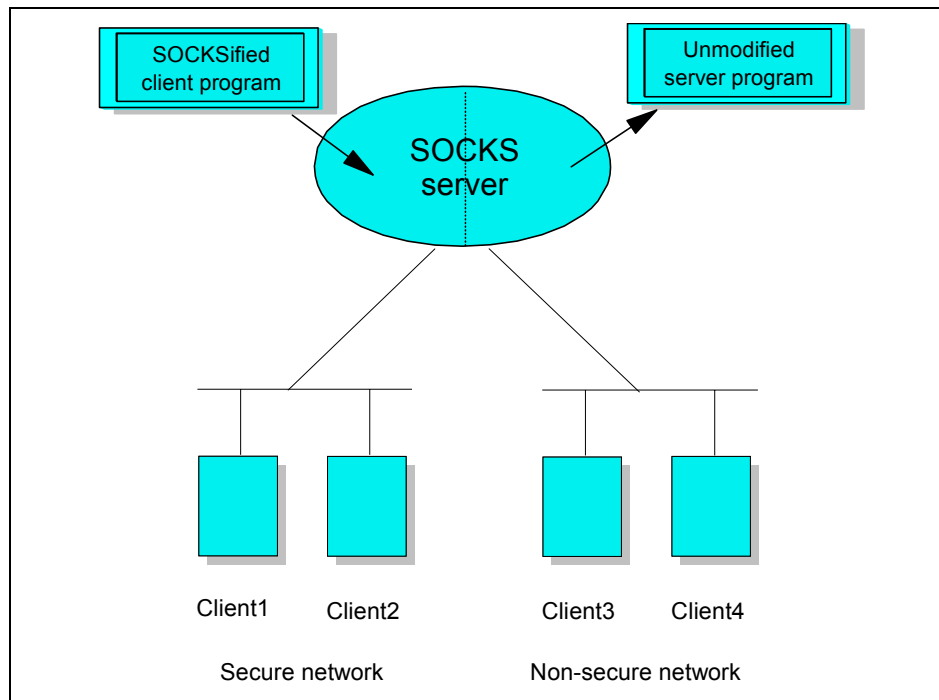 SOCKSified
client program
Unmodified
server program
SOCKS
server
Client1
Client2
Client3
Client4
Secure network
Non-secure network